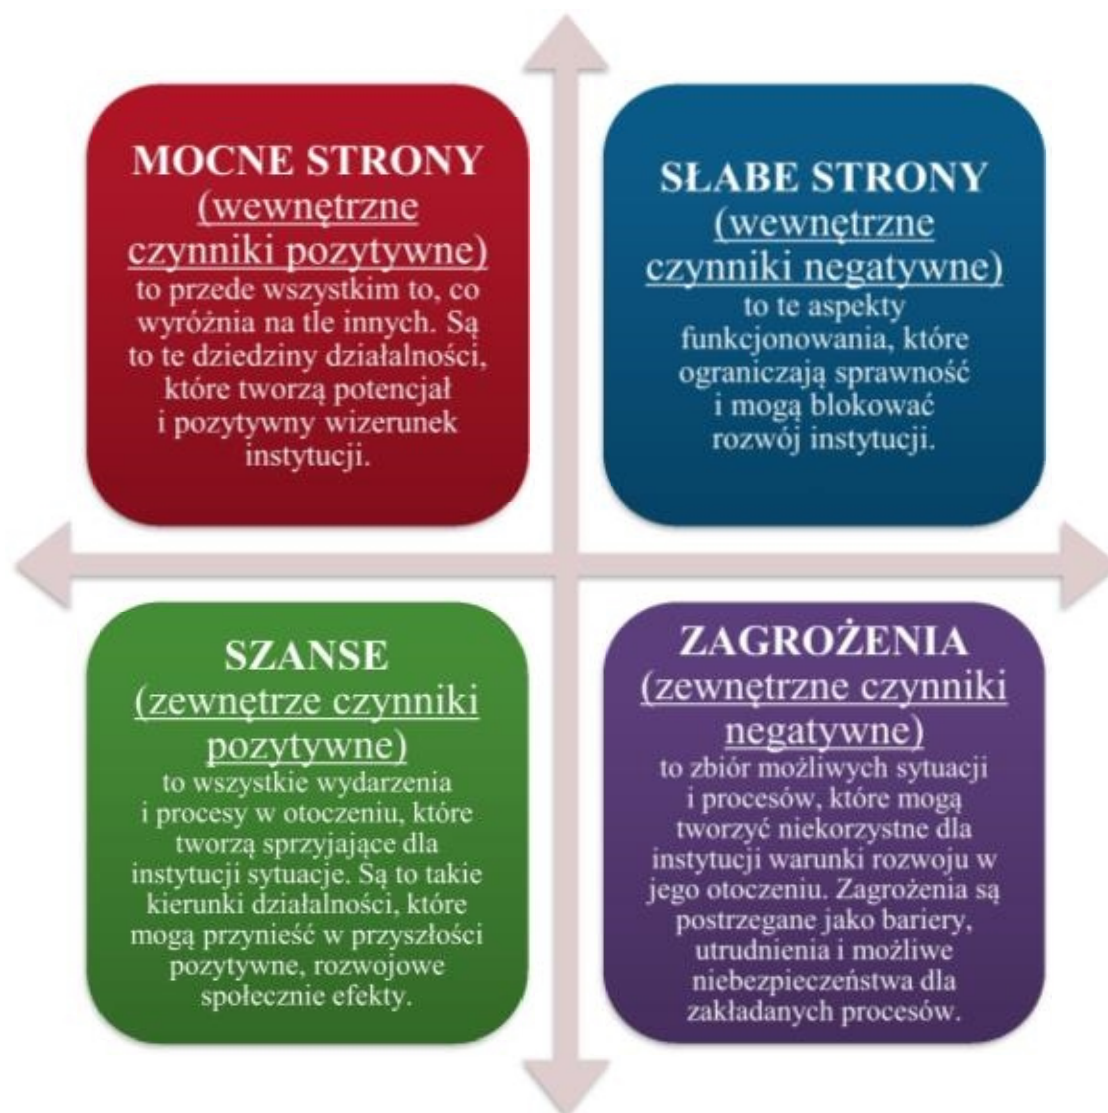 MOCNE STRONY
(wewnętrzne
czynniki pozytywne)
to przede wszystkim to, co
wyróżnia na tle innych. Są
to te dziedziny działalności,
które tworzą potencjał
i pozytywny wizerunek
instytucji.
SŁABE STRONY
(wewnętrzne
czynniki negatywne)
to te aspekty
funkcjonowania, które
ograniczają sprawność
i mogą blokować
rozwój instytucji.
SZANSE
(zewnętrze czynniki
pozytywne)
to wszystkie wydarzenia
i procesy w otoczeniu, które
tworzą sprzyjające dla
instytucji sytuacje. Są to takie
kierunki działalności, które
mogą przynieść w przyszłości
pozytywne, rozwojowe
społecznie efekty.
ZAGROŻENIA
(zewnętrzne czynniki
negatywne)
to zbiór możliwych sytuacji
i procesów, które mogą
tworzyć niekorzystne dla
instytucji warunki rozwoju w
jego otoczeniu. Zagrożenia są
postrzegane jako bariery,
utrudnienia i możliwe
niebezpieczeństwa dla
zakładanych procesów.